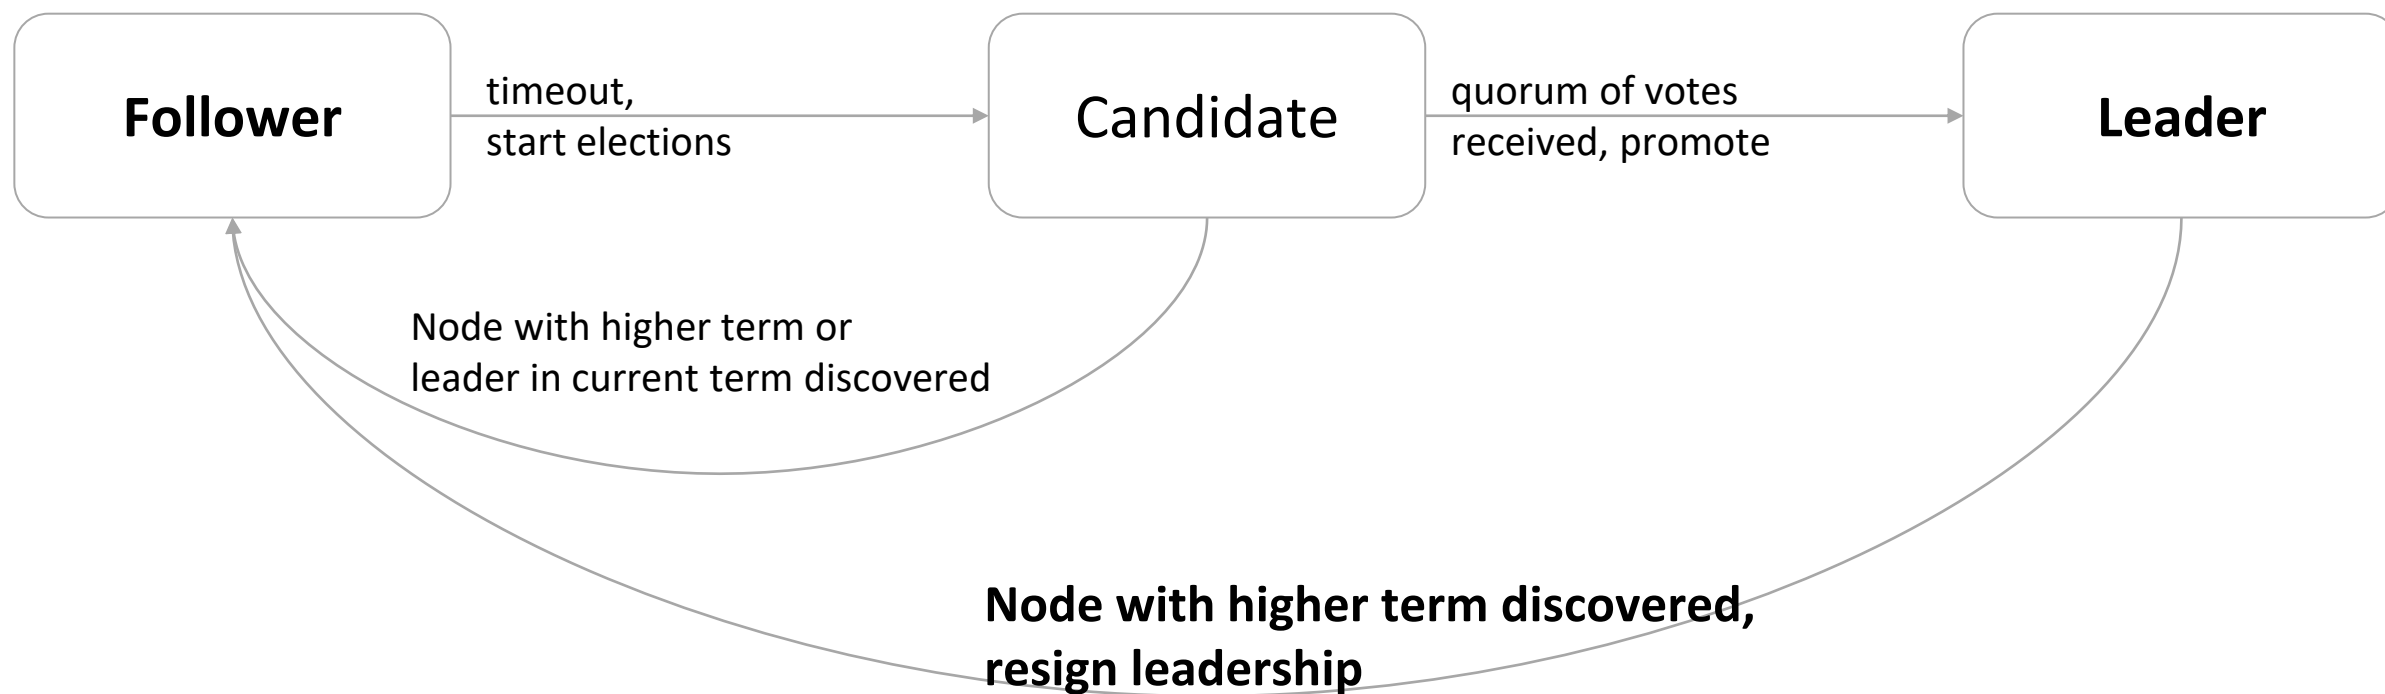 Follower
timeout,
start elections
Candidate
quorum of votes
received, promote
Leader
Node with higher term or
leader in current term discovered
Node with higher term discovered,
resign leadership